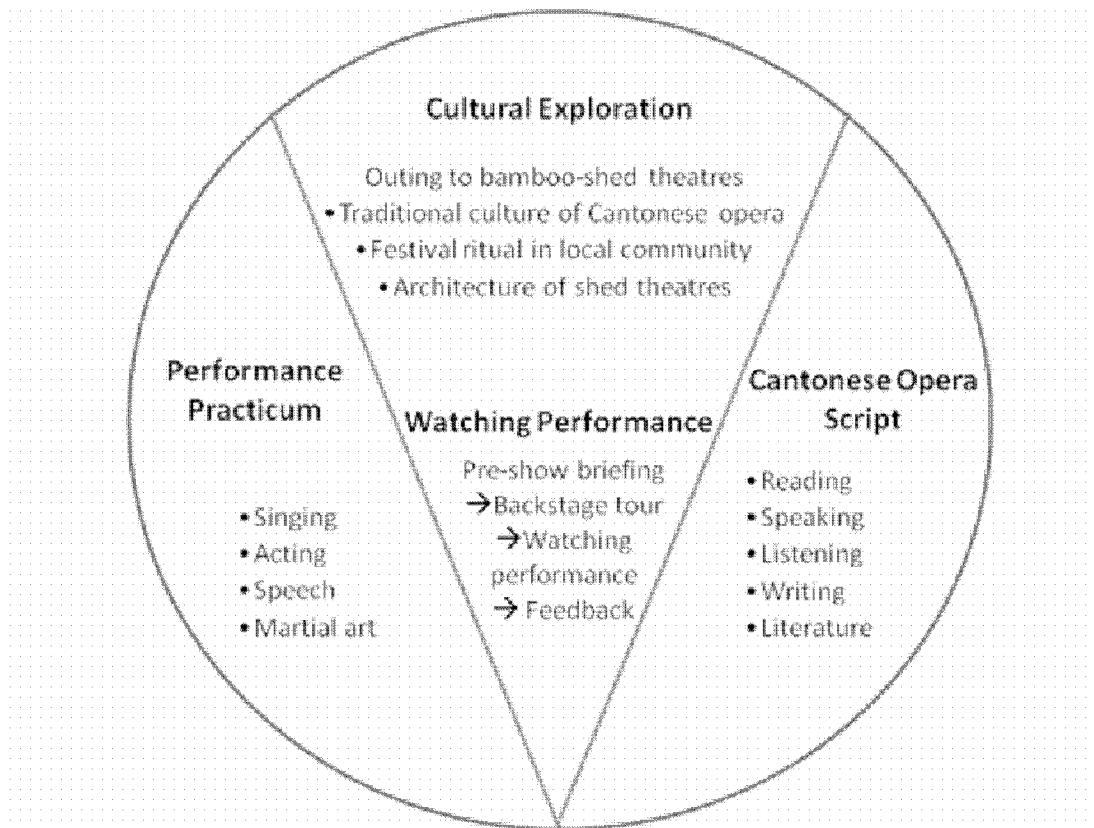 Cultural Exploration
Outing to bamboo-shed theatres
•Traditional culture of Cantonese opera
•Festival ritual in local community
•Architecture of shed theatres
Performance
Practicum
•Singing
•Acting
•Speech
•Martial art
Watching Performance
Pre-show briefing
→Backstage tour
→Watching
performance
→ Feedback
Cantonese Opera
Script
•Reading
•Speaking
•Listening
•Writing
•Literature